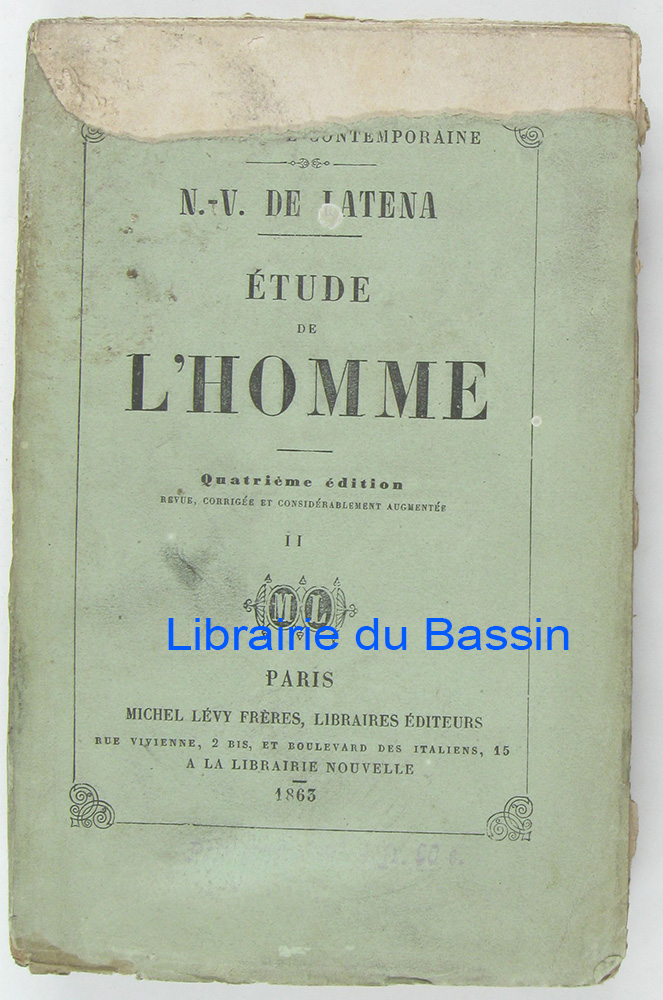 CONTEMPORAINE
N.-V. DE LATENA
ÉTUDE
DE
L'HOMME
Quatrième édition
REVUE, CORRIGÉE ET CONSIDÉRABLEMENT AUGMENTÉE
II
ML
Librairie du Bassin
PARIS
MICHEL LÉVY FRÈRES, LIBRAIRES ÉDITEURS
RUE VIVIENNE, 2 BIS, ET BOULEVARD DES ITALIENS, 15
A LA LIBRAIRIE NOUVELLE
1863